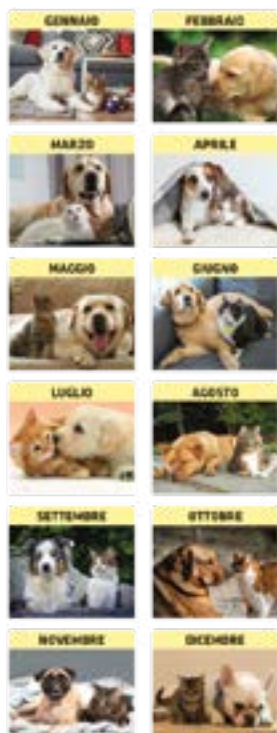 GENNAIO
FEBBRAIO
MARZO
APRILE
MAGGIO
GIUGNO
LUGLIO
AGOSTO
SETTEMBRE
OTTOBRE
NOVEMBRE
DICEMBRE